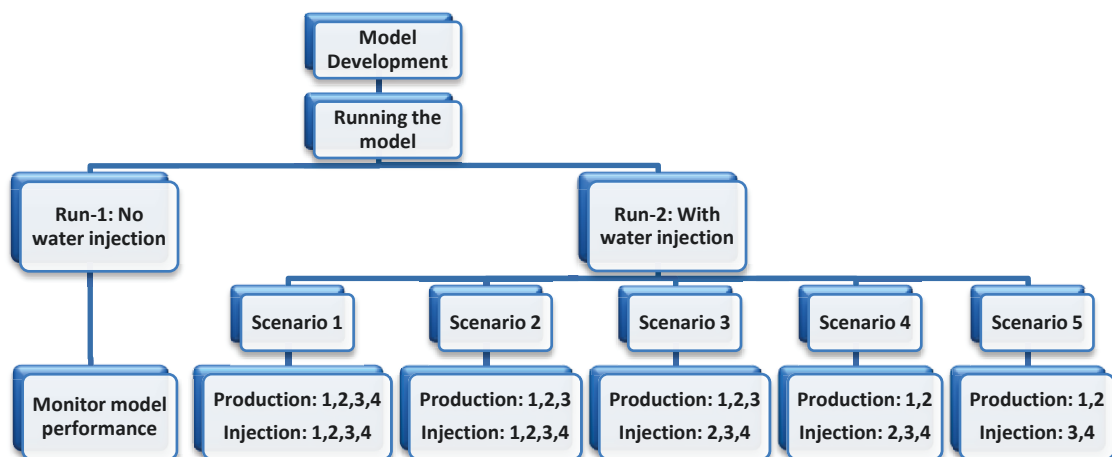 Model
Development
Running the
model
Run-1: No
water injection
Run-2: With
water injection
Scenario 1
Scenario 2
Scenario 3
Scenario 4
Scenario 5
Monitor model
performance
Production: 1,2,3,4
Injection: 1,2,3,4
Production: 1,2,3
Injection: 1,2,3,4
Production: 1,2,3
Injection: 2,3,4
Production: 1,2
Injection: 2,3,4
Production: 1,2
Injection: 3,4